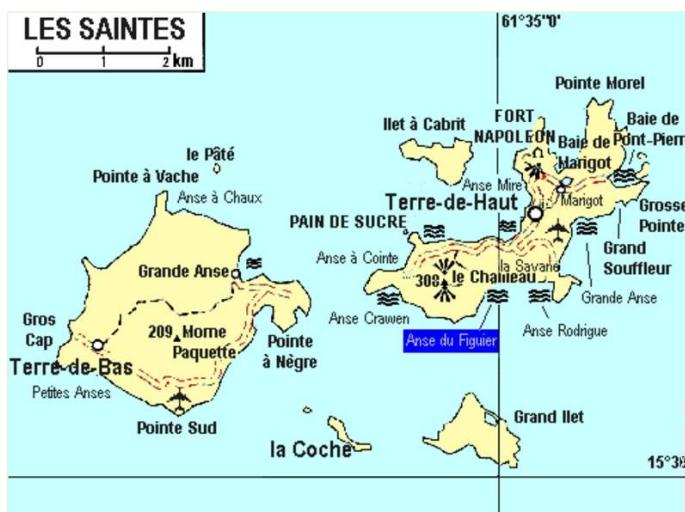 LES SAINTES
0 1 2 km
61°35"0'
Pointe Morel
FORT
NAPOLEON
Baie de
Pont-Pierre
Ilet à Cabrit
Baie de
Marigot
le Pâté
Pointe à Vache
Anse Mire
Anse à Chaux
Terre-de-Haut
Marigot
Grosse
Pointe
PAIN DE SUCRE
Grand
Souffleur
Anse à Cointe
la Savane
Grande Anse
308 le Chameau
Grande Anse
Gros
Cap
209 Morne
Paquette
Anse Crawen
Anse Rodrigue
Pointe
à Nègre
Anse du Figuier
Terre-de-Bas
Petites Anses
Pointe Sud
Grand Ilet
la Coche